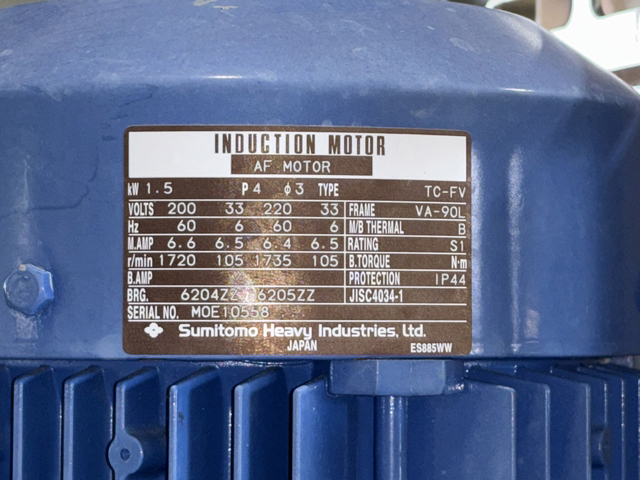 INDUCTION MOTOR
AF MOTOR
kW 1.5 P 4 φ 3 TYPE TC-FV
VOLTS 200 33 220 33 FRAME VA-90L
Hz 60 6 60 6 M/B THERMAL B
M.AMP 6.6 6.5 6.4 6.5 RATING S1
r/min 1720 105 1735 105 B.TORQUE N·m
B.AMP PROTECTION IP44
BRG. 6204ZZ 6205ZZ JISC4034-1
SERIAL NO. MOE10558
Sumitomo Heavy Industries, Ltd.
JAPAN ES885WW